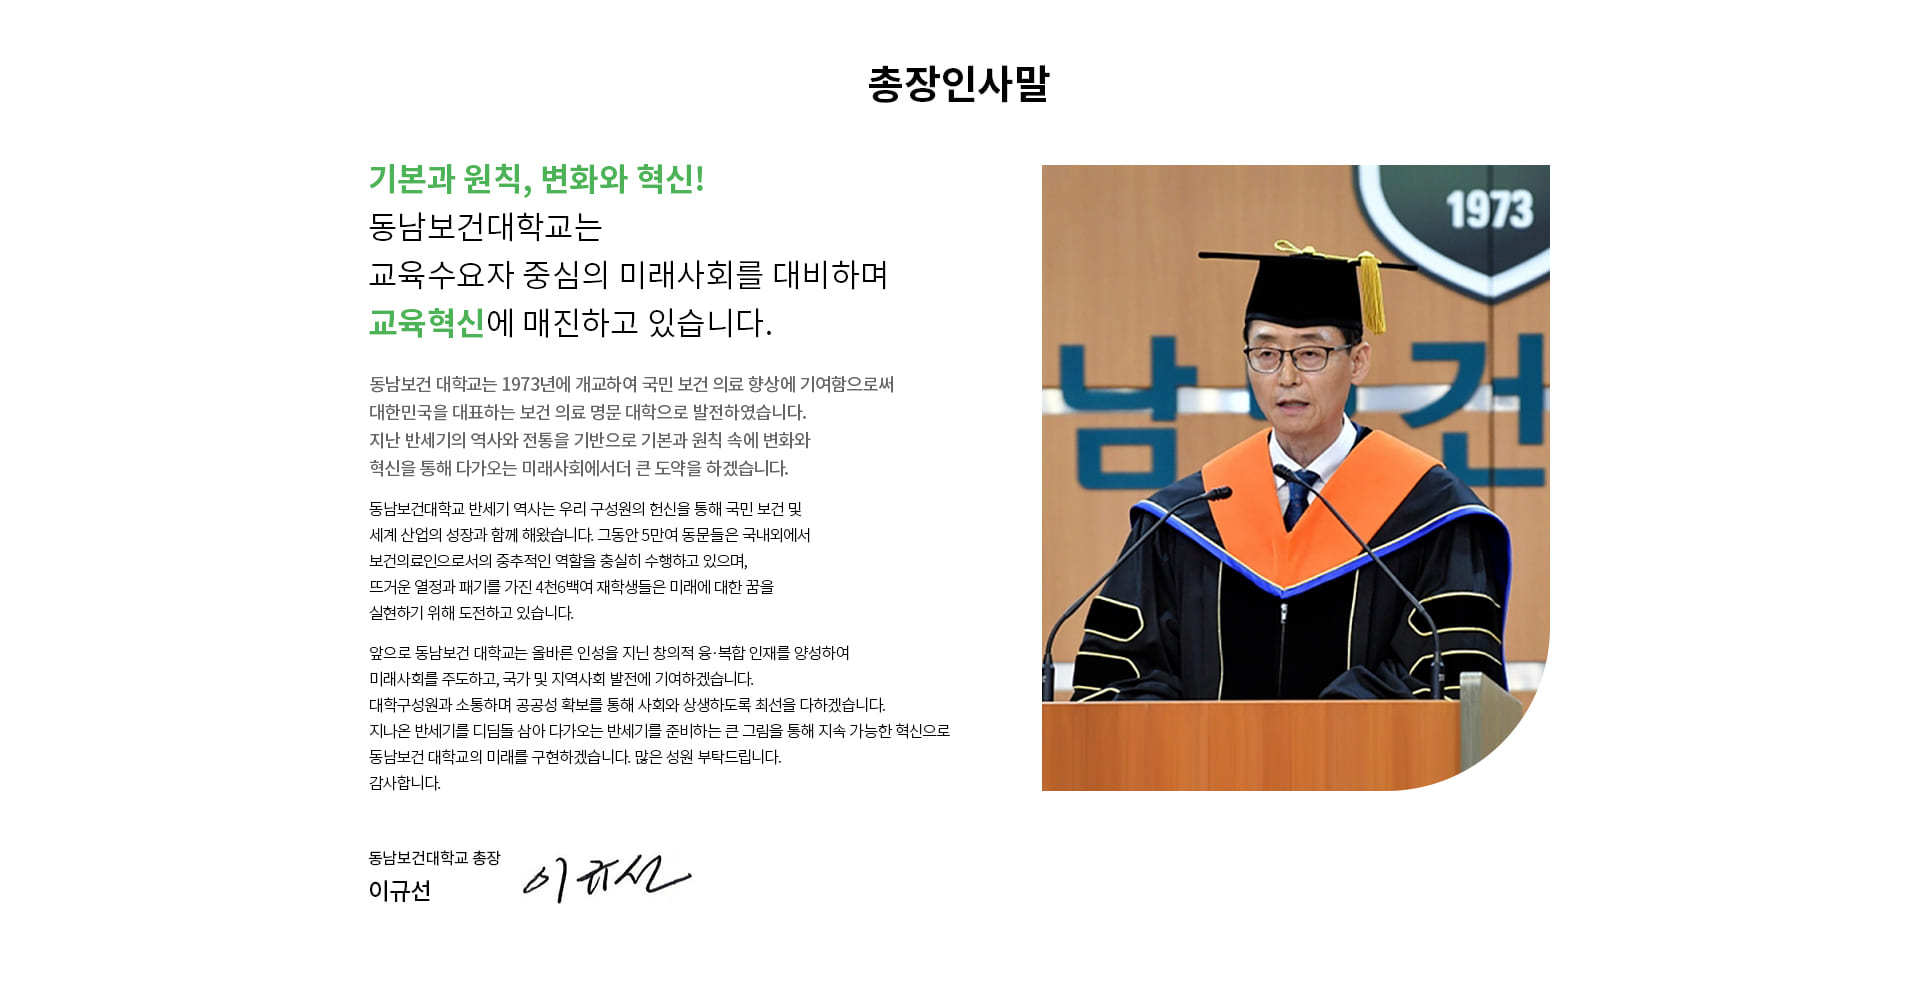 총장인사말
기본과 원칙, 변화와 혁신!
동남보건대학교는
교육수요자 중심의 미래사회를 대비하며
교육혁신에 매진하고 있습니다.
동남보건 대학교는 1973년에 개교하여 국민 보건 의료 향상에 기여함으로써
대한민국을 대표하는 보건 의료 명문 대학으로 발전하였습니다.
지난 반세기의 역사와 전통을 기반으로 기본과 원칙 속에 변화와
혁신을 통해 다가오는 미래사회에서더 큰 도약을 하겠습니다.
동남보건대학교 반세기 역사는 우리 구성원의 헌신을 통해 국민 보건 및
세계 산업의 성장과 함께 해왔습니다. 그동안 5만여 동문들은 국내외에서
보건의료인으로서의 중추적인 역할을 충실히 수행하고 있으며,
뜨거운 열정과 패기를 가진 4천6백여 재학생들은 미래에 대한 꿈을
실현하기 위해 도전하고 있습니다.
앞으로 동남보건 대학교는 올바른 인성을 지닌 창의적 융·복합 인재를 양성하여
미래사회를 주도하고, 국가 및 지역사회 발전에 기여하겠습니다.
대학구성원과 소통하며 공공성 확보를 통해 사회와 상생하도록 최선을 다하겠습니다.
지나온 반세기를 디딤돌 삼아 다가오는 반세기를 준비하는 큰 그림을 통해 지속 가능한 혁신으로
동남보건 대학교의 미래를 구현하겠습니다. 많은 성원 부탁드립니다.
감사합니다.
동남보건대학교 총장
이규선
이규선
1973
남 건